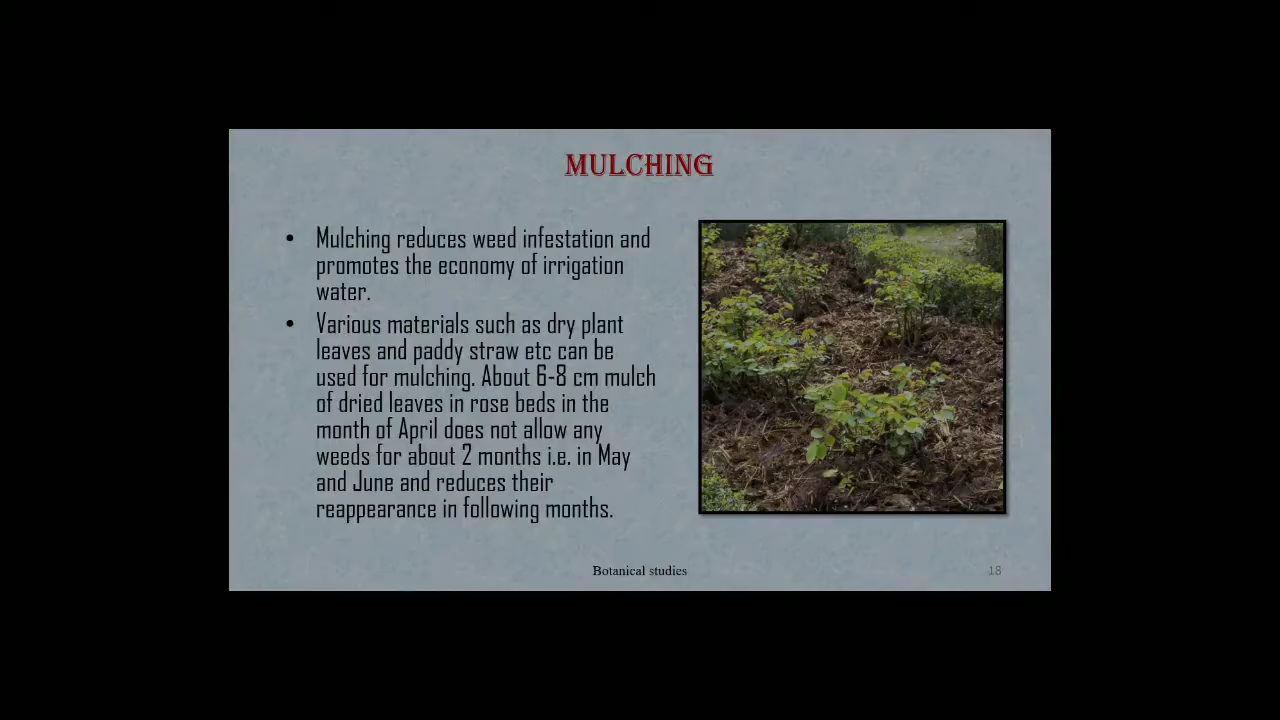 MULCHING
• Mulching reduces weed infestation and
promotes the economy of irrigation
water.
• Various materials such as dry plant
leaves and paddy straw etc can be
used for mulching. About 6-8 cm mulch
of dried leaves in rose beds in the
month of April does not allow any
weeds for about 2 months i.e. in May
and June and reduces their
reappearance in following months.
Botanical studies
18